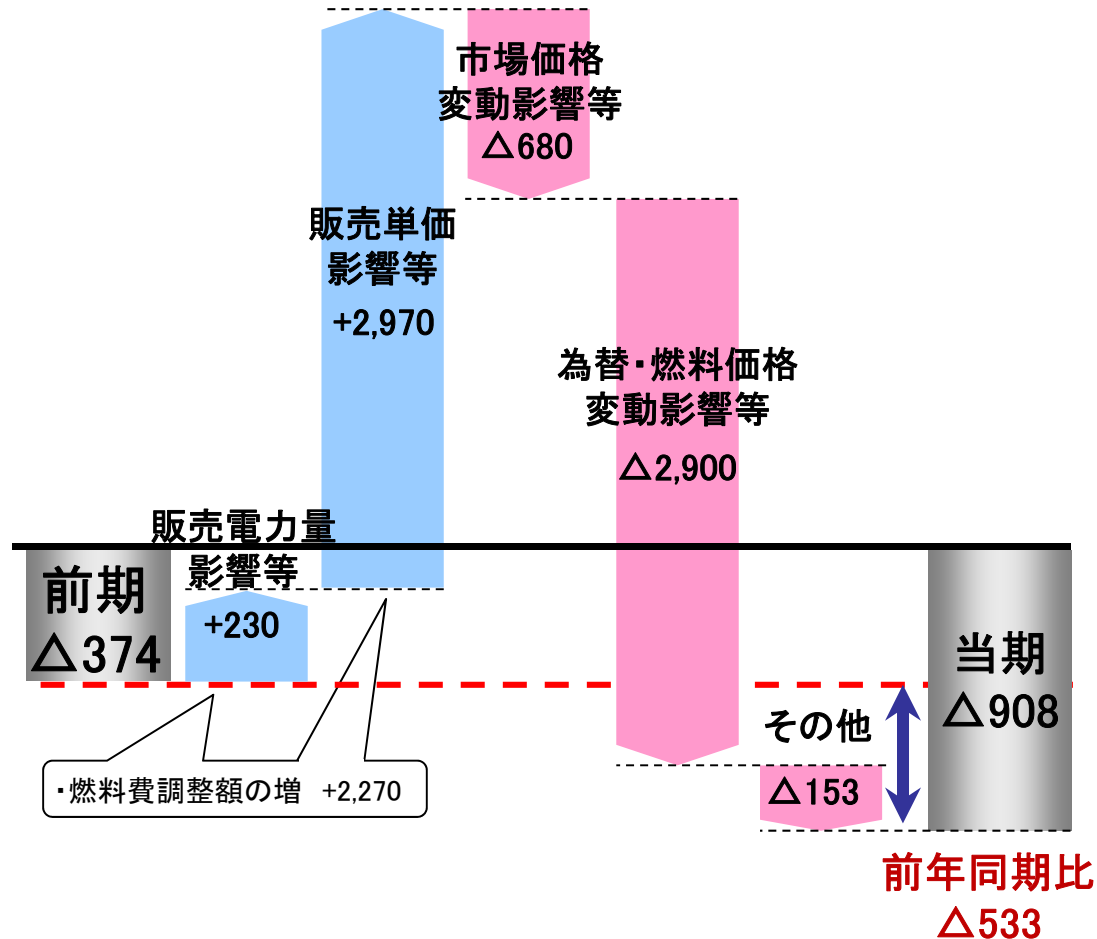 市場価格
変動影響等
△680
販売単価
影響等
+2,970
為替・燃料価格
変動影響等
△2,900
販売電力量
影響等
+230
前期
△374
当期
△908
その他
△153
・燃料費調整額の増 +2,270
前年同期比
△533